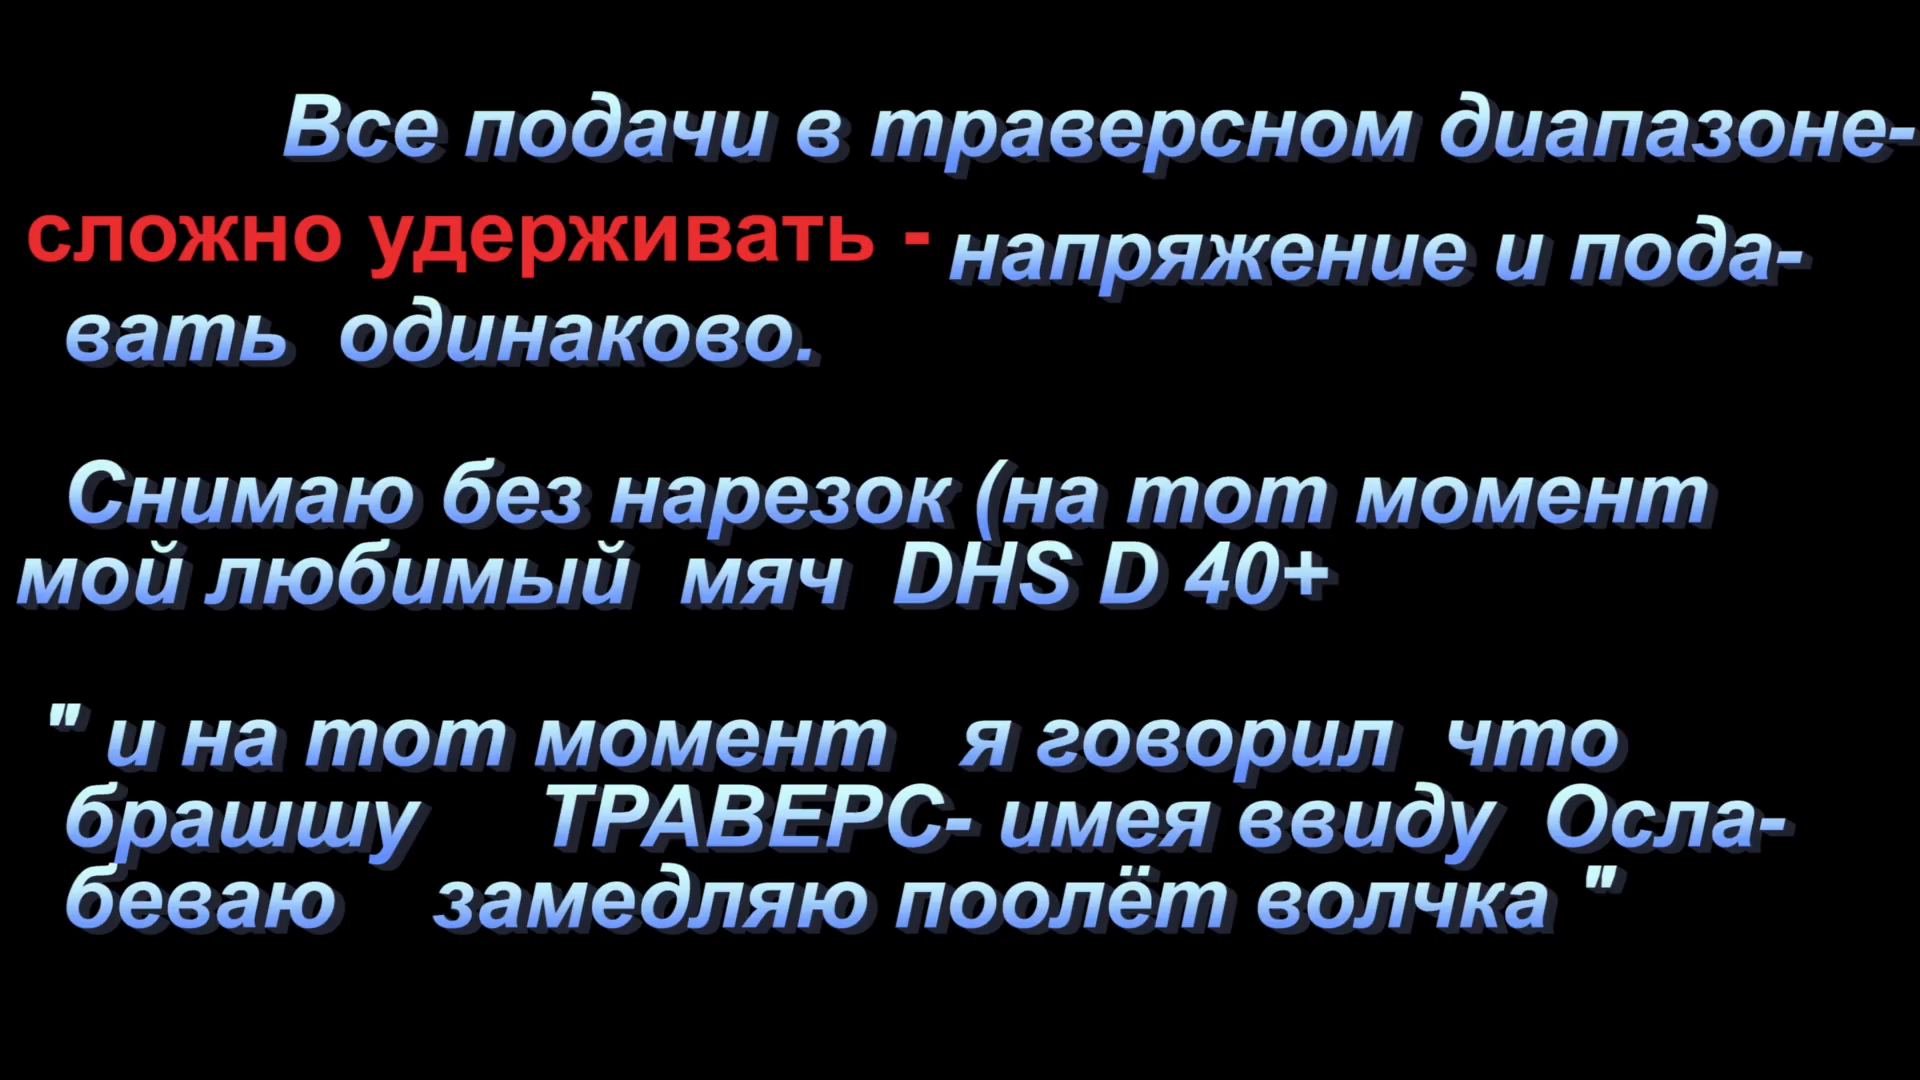 Все подачи в траверсном диапазоне-
сложно удерживать - напряжение и пода-
вать одинаково.
Снимаю без нарезок (на тот момент
мой любимый мяч DHS D 40+
" и на тот момент я говорил что
брашшу ТРАВЕРС- имея ввиду Осла-
беваю замедляю поолёт волчка "